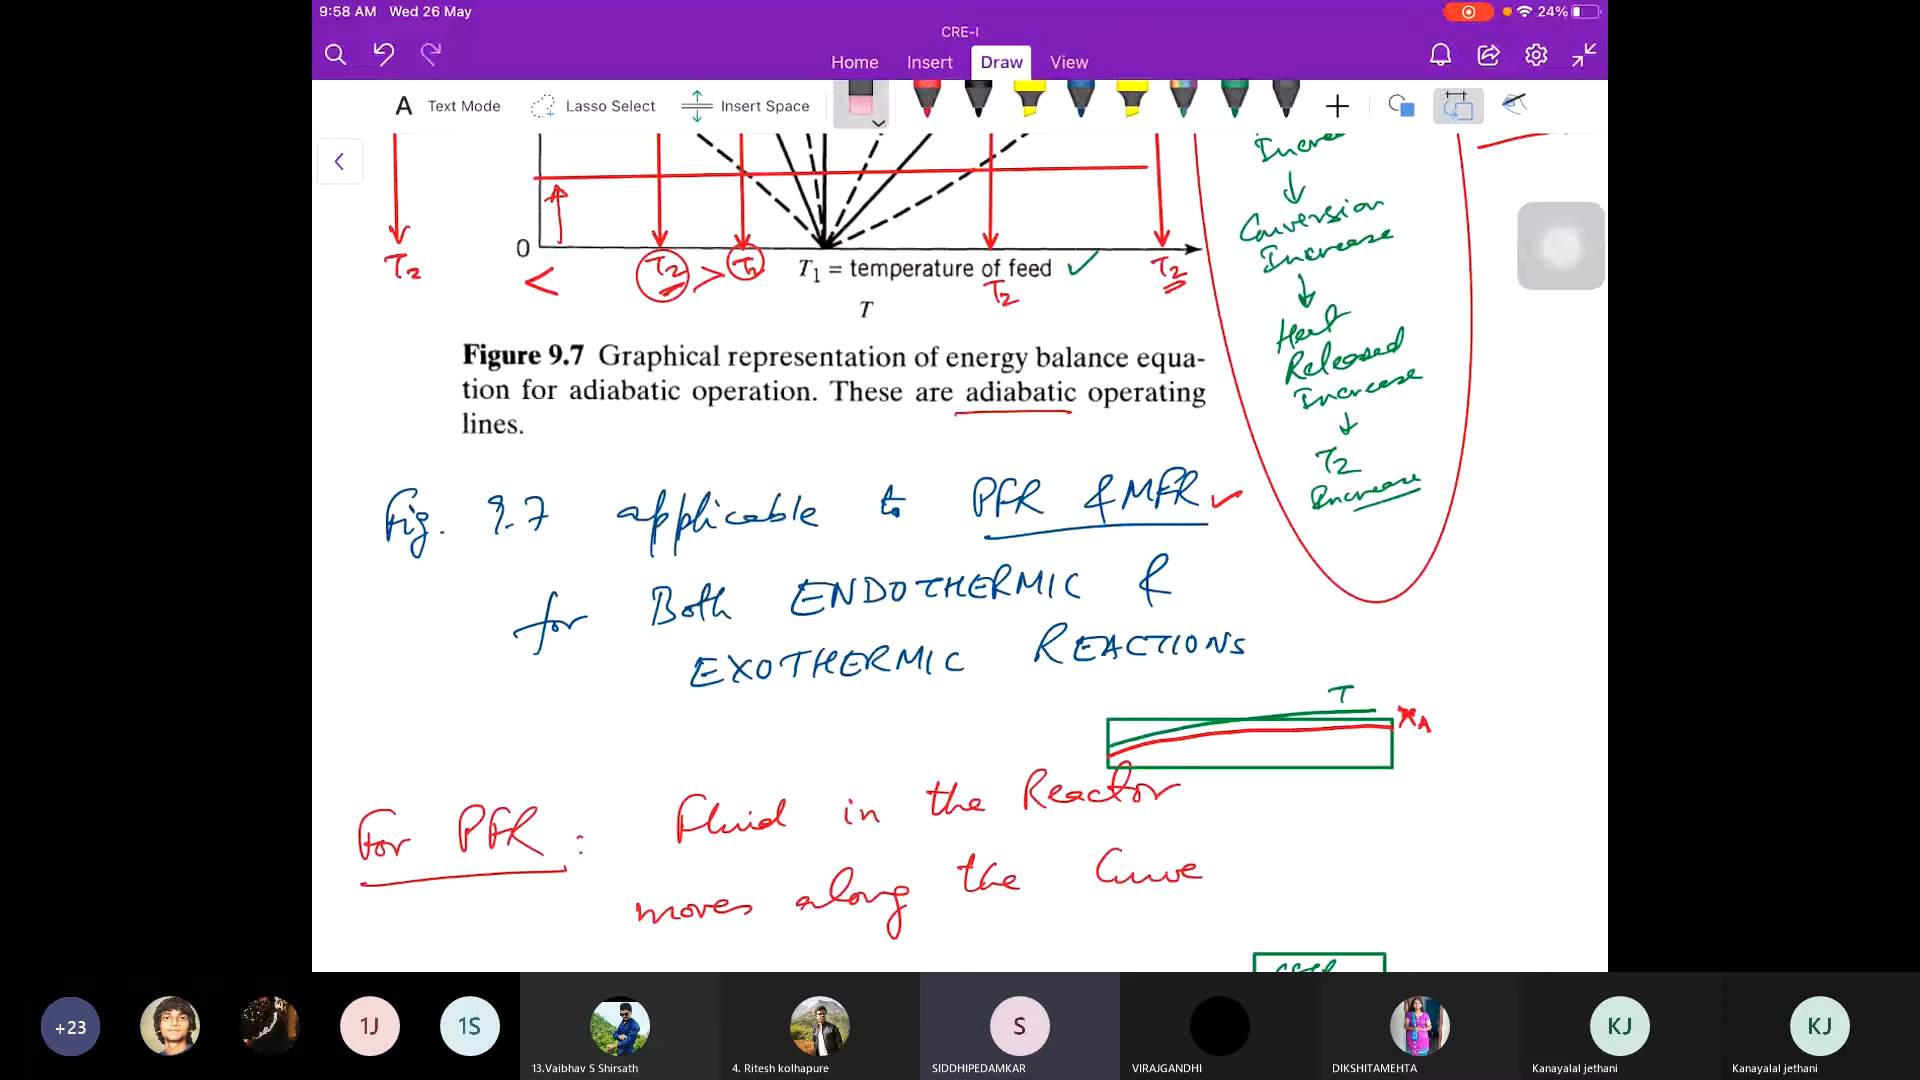 9:58 AM Wed 26 May
24%
CRE-I
Home Insert Draw View
A Text Mode Lasso Select Insert Space
Increa
↓
Conversion
Increase
↓
Heat
Released
Increase
↓
T2
Increase
0
T2
<
T2 > T2
T1 = temperature of feed ✓
T2
T2
T
Figure 9.7 Graphical representation of energy balance equa-
tion for adiabatic operation. These are adiabatic operating
lines.
Fig. 9.7 applicable to PFR & MFR ✓
for Both ENDOTHERMIC &
EXOTHERMIC REACTIONS
T
XA
For PFR : Fluid in the Reactor
moves along the Curve
+23
1J
1S
S
KJ
KJ
13.Vaibhav S Shirsath
4. Ritesh kolhapure
SIDDHIPEDAMKAR
VIRAJGANDHI
DIKSHITAMEHTA
Kanayalal jethani
Kanayalal jethani